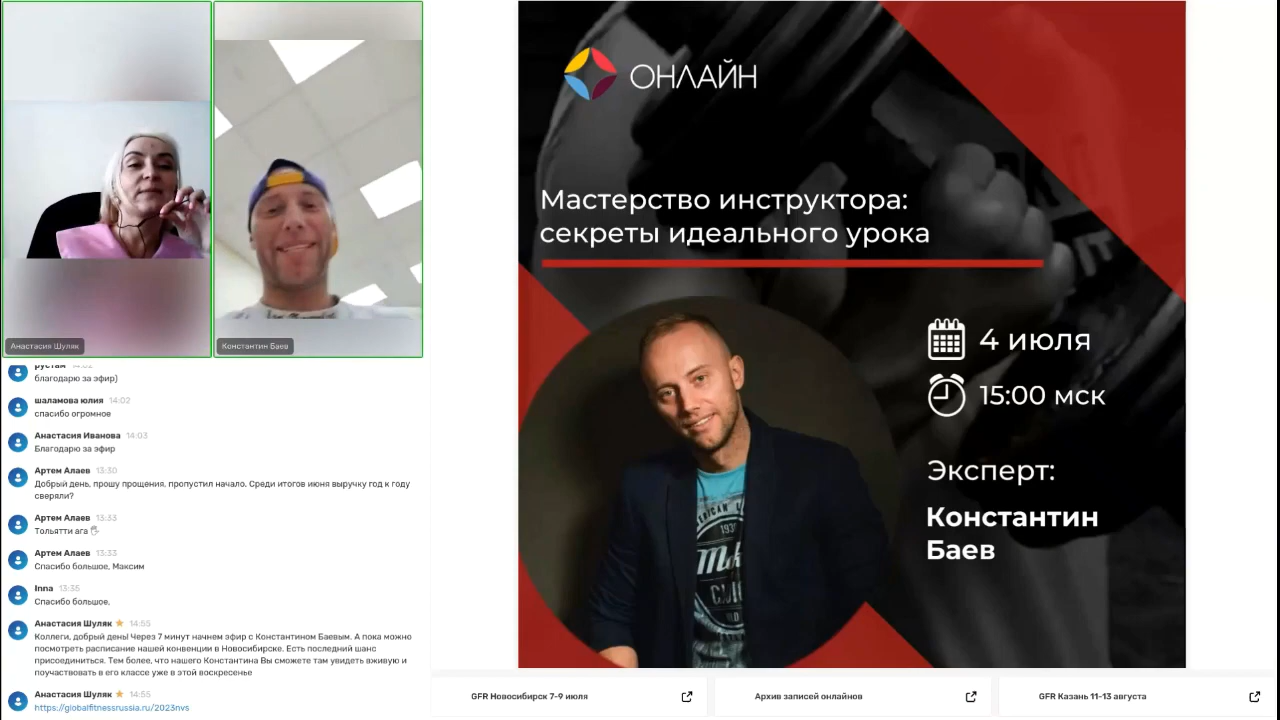 Анастасия Шуляк
Константин Баев
рустам 14:02
благодарю за эфир)
шаламова юлия 14:02
спасибо огромное
Анастасия Иванова 14:03
Благодарю за эфир
Артем Алаев 13:30
Добрый день, прошу прощения, пропустил начало. Среди итогов июня выручку год к году
сверяли?
Артем Алаев 13:33
Тольятти ага 🖐
Артем Алаев 13:33
Спасибо большое, Максим
Inna 13:35
Спасибо большое,
Анастасия Шуляк 14:55
Коллеги, добрый день! Через 7 минут начнем эфир с Константином Баевым. А пока можно
посмотреть расписание нашей конвенции в Новосибирске. Есть последний шанс
присоединиться. Тем более, что нашего Константина Вы сможете там увидеть вживую и
поучаствовать в его классе уже в этой воскресенье
Анастасия Шуляк 14:55
https://globalfitnessrussia.ru/2023nvs
ОНЛАЙН
Мастерство инструктора:
секреты идеального урока
4 июля
15:00 мск
Эксперт:
Константин
Баев
GFR Новосибирск 7-9 июля
Архив записей онлайнов
GFR Казань 11-13 августа